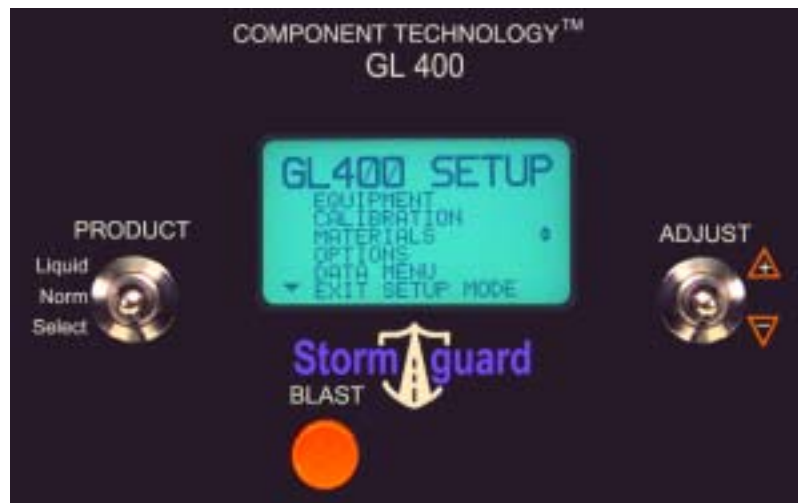 COMPONENT TECHNOLOGY™
GL 400
GL400 SETUP
EQUIPMENT
CALIBRATION
MATERIALS
OPTIONS
DATA MENU
EXIT SETUP MODE
PRODUCT
Liquid
Norm
Select
ADJUST
+
−
Storm guard
BLAST